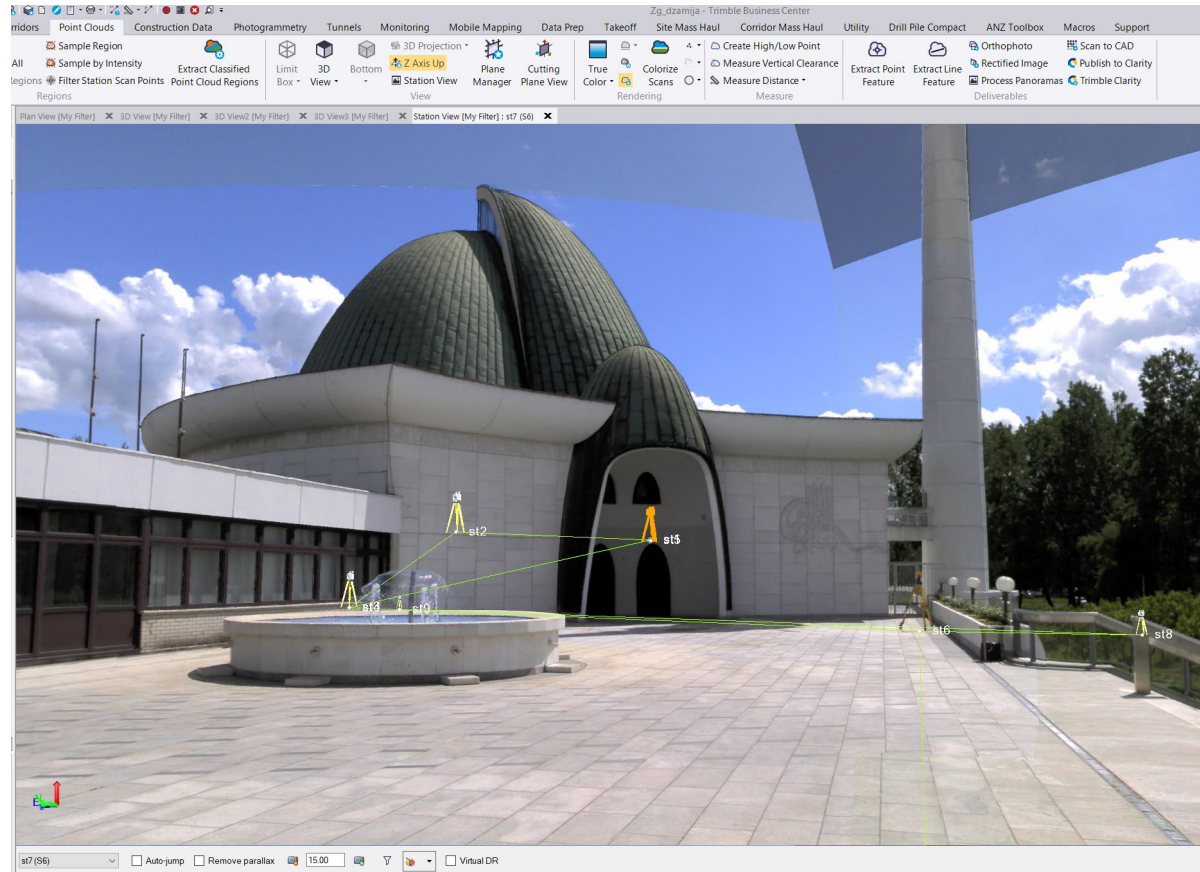 Zg_dzamija - Trimble Business Center
rridors Point Clouds Construction Data Photogrammetry Tunnels Monitoring Mobile Mapping Data Prep Takeoff Site Mass Haul Corridor Mass Haul Utility Drill Pile Compact ANZ Toolbox Macros Support
Sample Region 3D Projection Create High/Low Point Orthophoto Scan to CAD
All Sample by Intensity Extract Classified Point Cloud Regions Limit Box 3D View Bottom Z Axis Up Plane Manager Cutting Plane View True Color Colorize Scans Measure Vertical Clearance Extract Point Feature Extract Line Feature Rectified Image Publish to Clarity
Regions Filter Station Scan Points Station View Measure Distance Process Panoramas Trimble Clarity
Regions View Rendering Measure Deliverables
Plan View [My Filter] 3D View [My Filter] 3D View2 [My Filter] 3D View3 [My Filter] Station View [My Filter] : st7 (S6)
st2
st9
st6
st8
st7 (S6) Auto-jump Remove parallax 15.00 Virtual DR